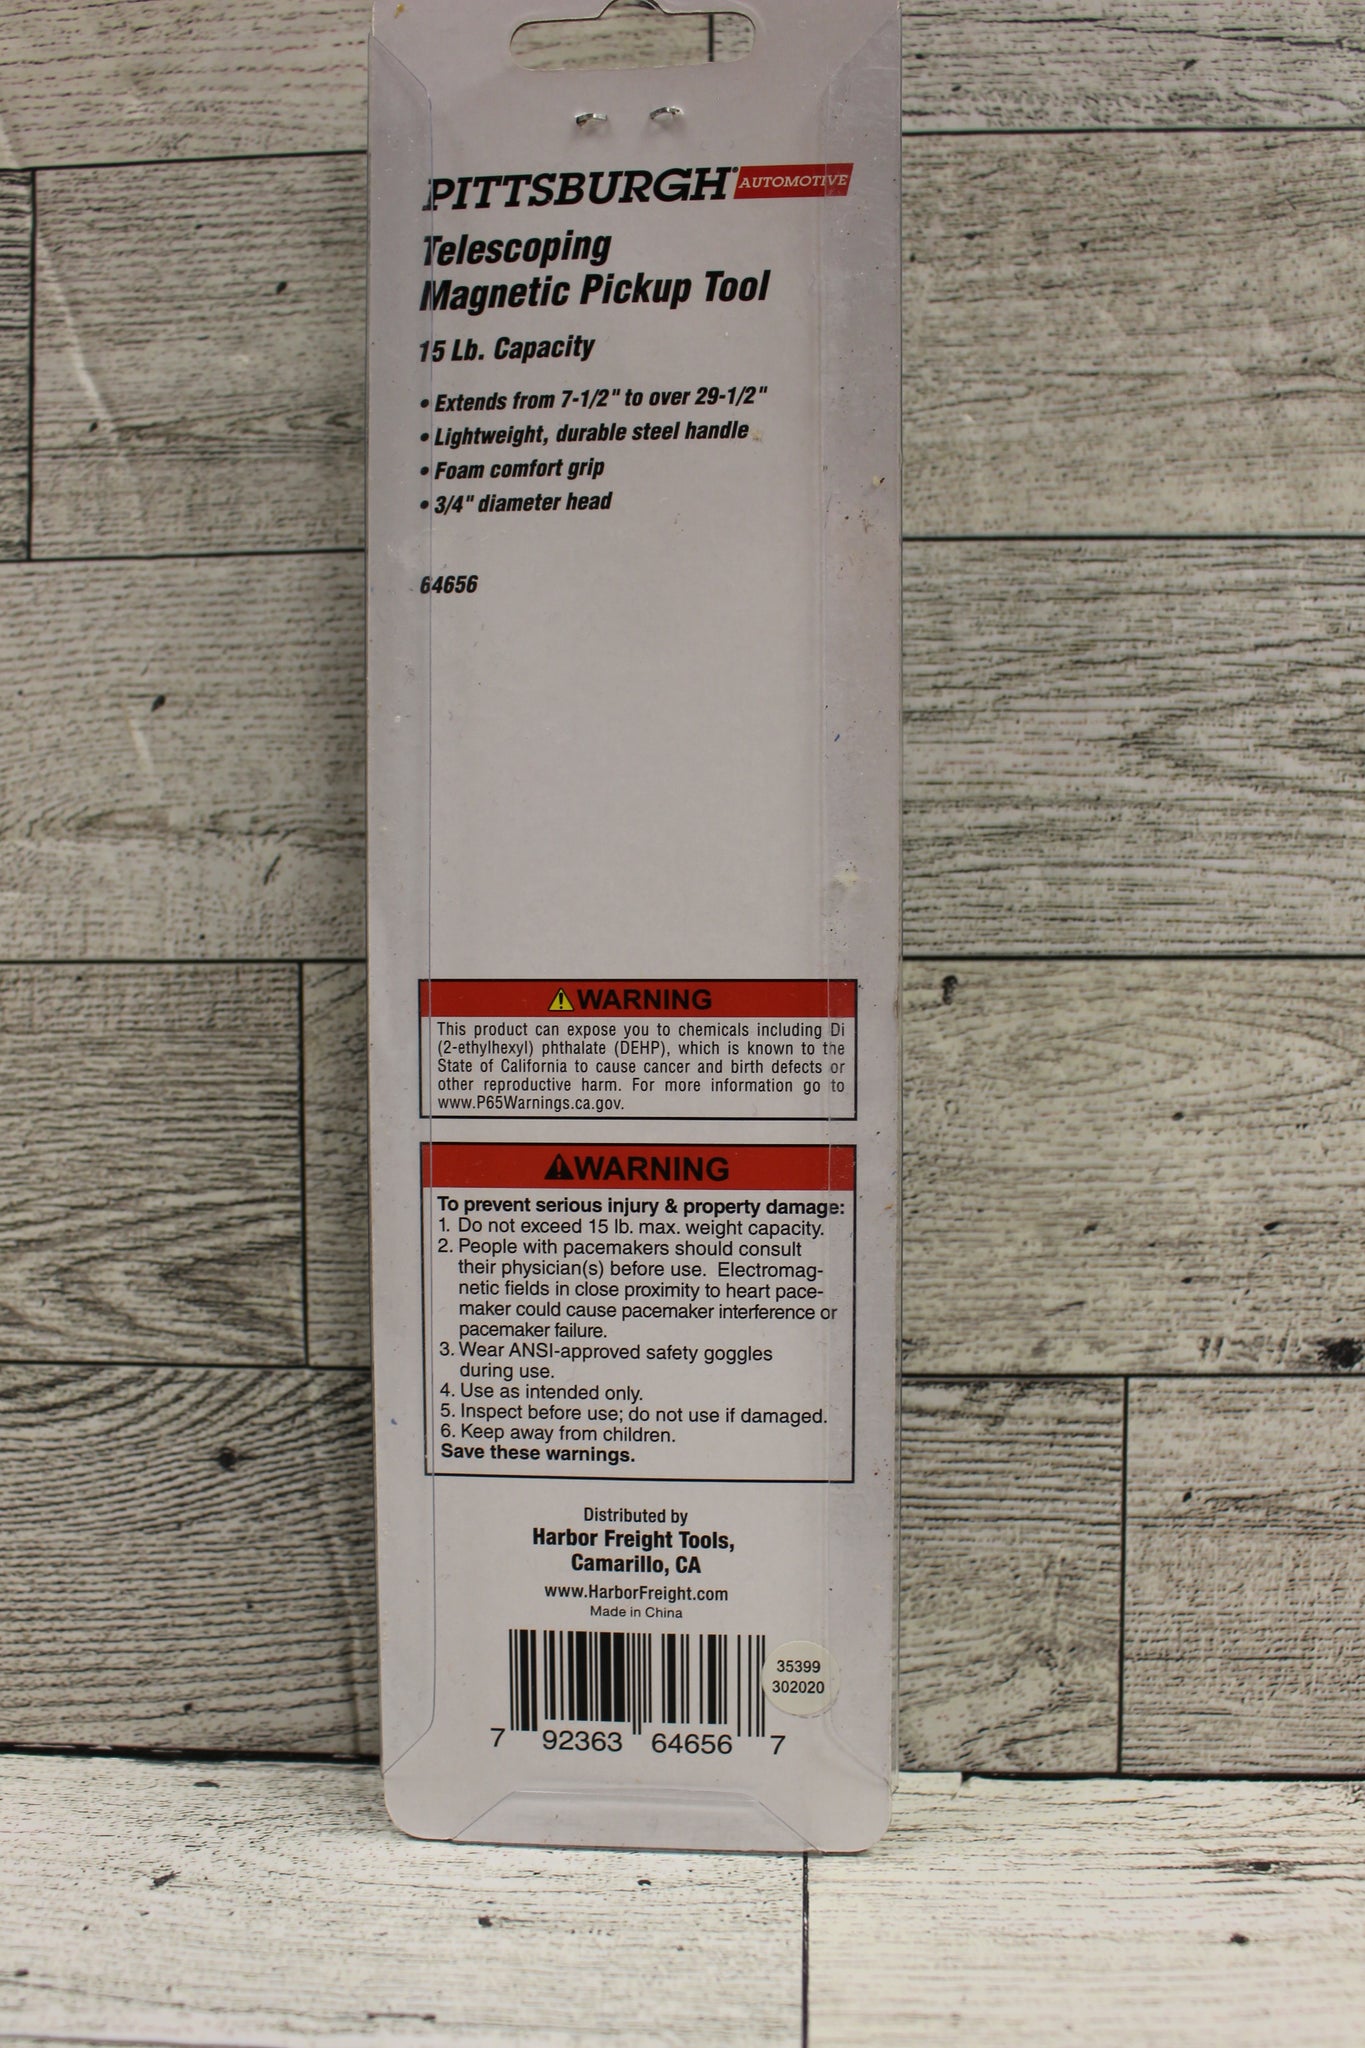 PITTSBURGH® AUTOMOTIVE
Telescoping
Magnetic Pickup Tool
15 Lb. Capacity
• Extends from 7-1/2" to over 29-1/2"
• Lightweight, durable steel handle
• Foam comfort grip
• 3/4" diameter head
64656
WARNING
This product can expose you to chemicals including Di
(2-ethylhexyl) phthalate (DEHP), which is known to the
State of California to cause cancer and birth defects or
other reproductive harm. For more information go to
www.P65Warnings.ca.gov.
WARNING
To prevent serious injury & property damage:
1. Do not exceed 15 lb. max. weight capacity.
2. People with pacemakers should consult
their physician(s) before use. Electromag-
netic fields in close proximity to heart pace-
maker could cause pacemaker interference or
pacemaker failure.
3. Wear ANSI-approved safety goggles
during use.
4. Use as intended only.
5. Inspect before use; do not use if damaged.
6. Keep away from children.
Save these warnings.
Distributed by
Harbor Freight Tools,
Camarillo, CA
www.HarborFreight.com
Made in China
35399
302020
7 92363 64656 7